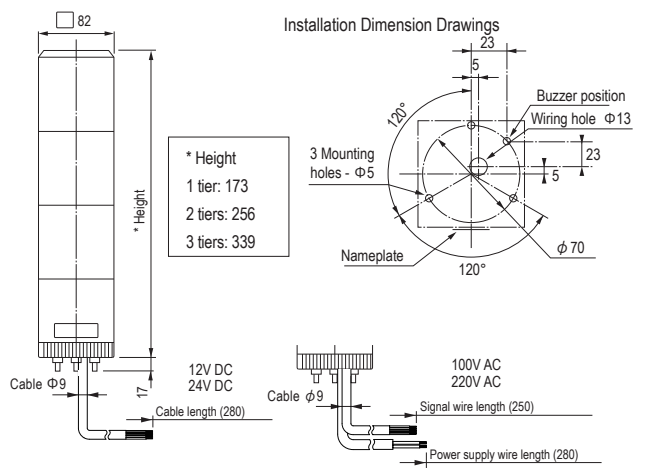 □ 82
Installation Dimension Drawings
23
5
120°
Buzzer position
Wiring hole Φ13
3 Mounting
holes - Φ5
23
5
Nameplate
φ 70
120°
* Height
* Height
1 tier: 173
2 tiers: 256
3 tiers: 339
12V DC
24V DC
Cable Φ9
17
Cable length (280)
100V AC
220V AC
Cable φ9
Signal wire length (250)
Power supply wire length (280)